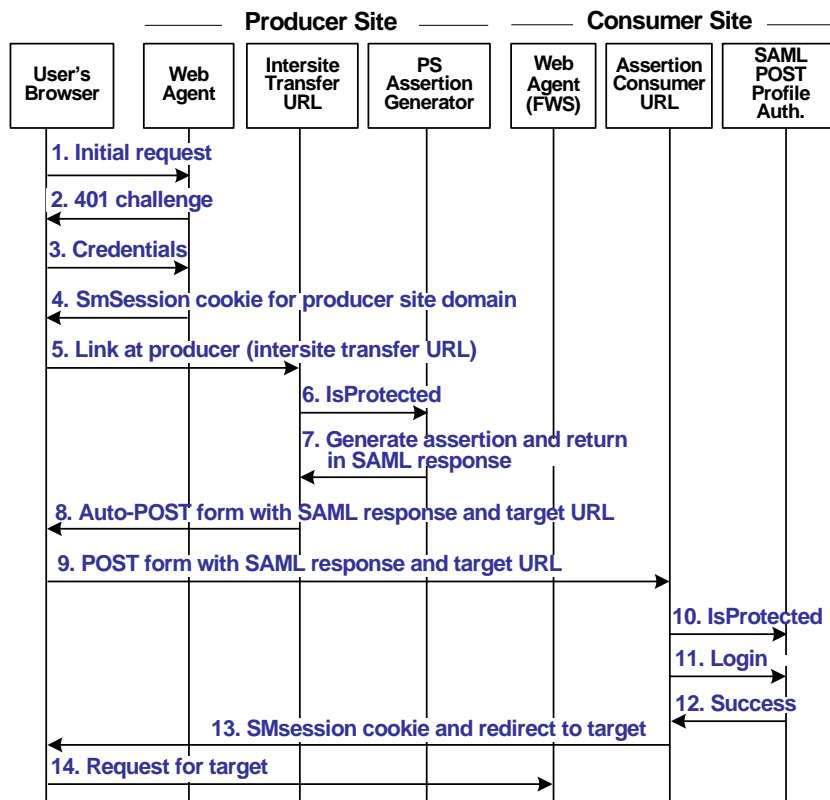 Producer Site
Consumer Site
User's
Browser
Web
Agent
Intersite
Transfer
URL
PS
Assertion
Generator
Web
Agent
(FWS)
Assertion
Consumer
URL
SAML
POST
Profile
Auth.
1. Initial request
2. 401 challenge
3. Credentials
4. SmSession cookie for producer site domain
5. Link at producer (intersite transfer URL)
6. IsProtected
7. Generate assertion and return
in SAML response
8. Auto-POST form with SAML response and target URL
9. POST form with SAML response and target URL
10. IsProtected
11. Login
12. Success
13. SMsession cookie and redirect to target
14. Request for target